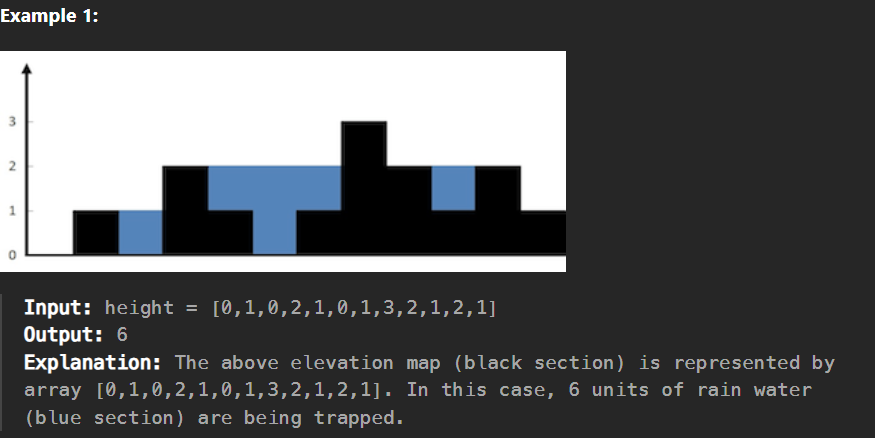 Example 1:
3
2
1
0
Input: height = [0,1,0,2,1,0,1,3,2,1,2,1]
Output: 6
Explanation: The above elevation map (black section) is represented by
array [0,1,0,2,1,0,1,3,2,1,2,1]. In this case, 6 units of rain water
(blue section) are being trapped.